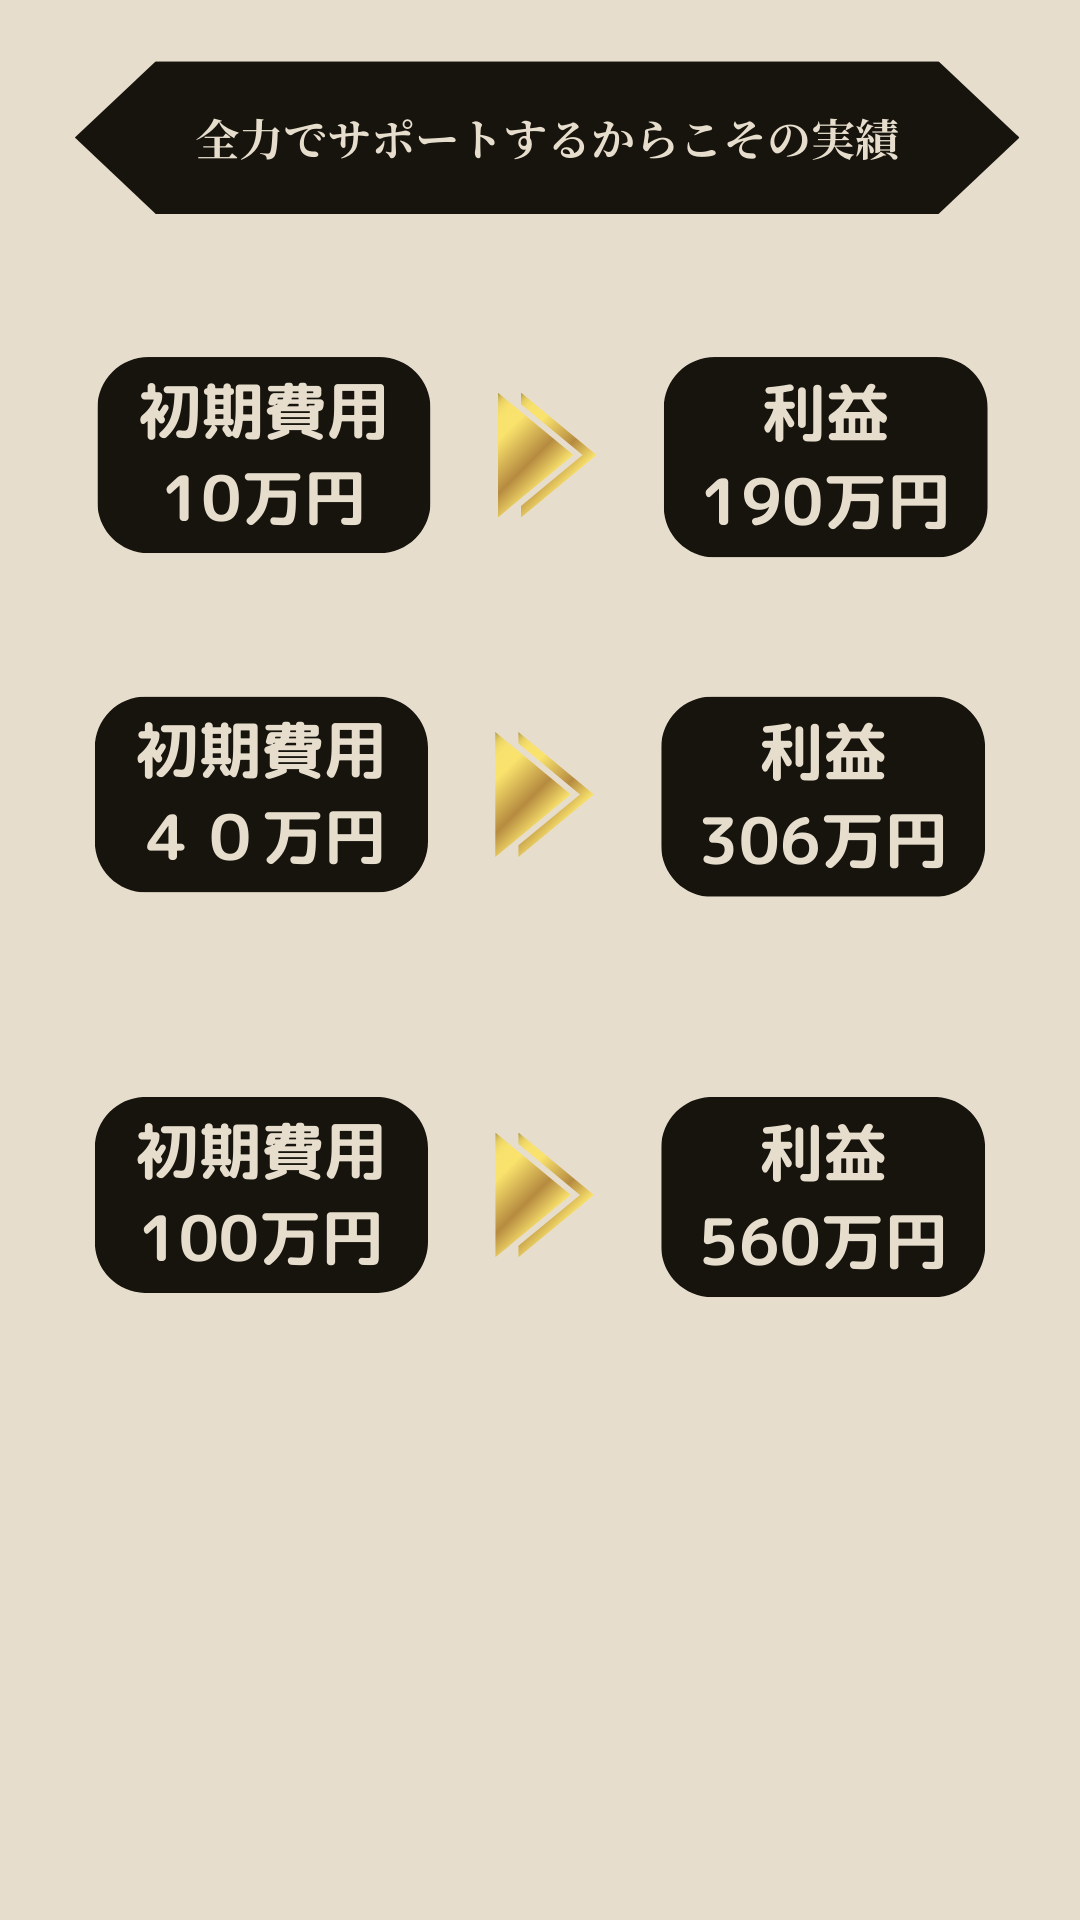 全力でサポートするからこその実績
初期費用
10万円
利益
190万円
初期費用
４０万円
利益
306万円
初期費用
100万円
利益
560万円